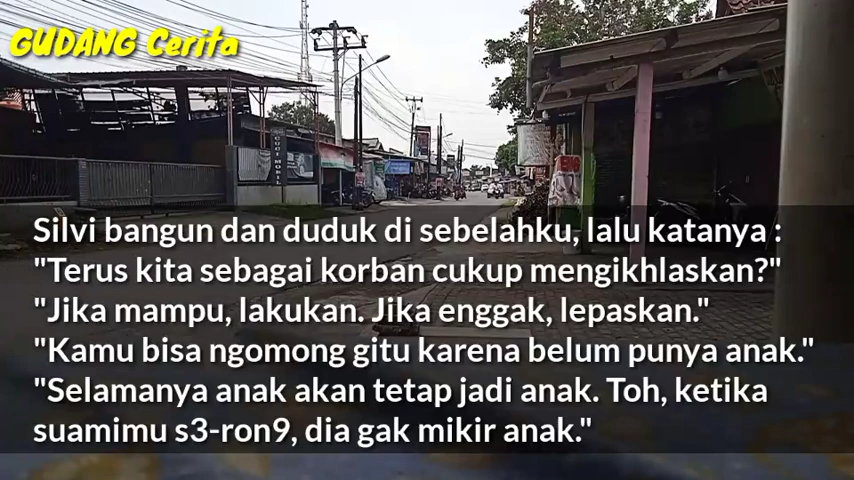 GUDANG Cerita
CUCI MOBIL
Silvi bangun dan duduk di sebelahku, lalu katanya :
"Terus kita sebagai korban cukup mengikhlaskan?"
"Jika mampu, lakukan. Jika enggak, lepaskan."
"Kamu bisa ngomong gitu karena belum punya anak."
"Selamanya anak akan tetap jadi anak. Toh, ketika
suamimu s3-ron9, dia gak mikir anak."